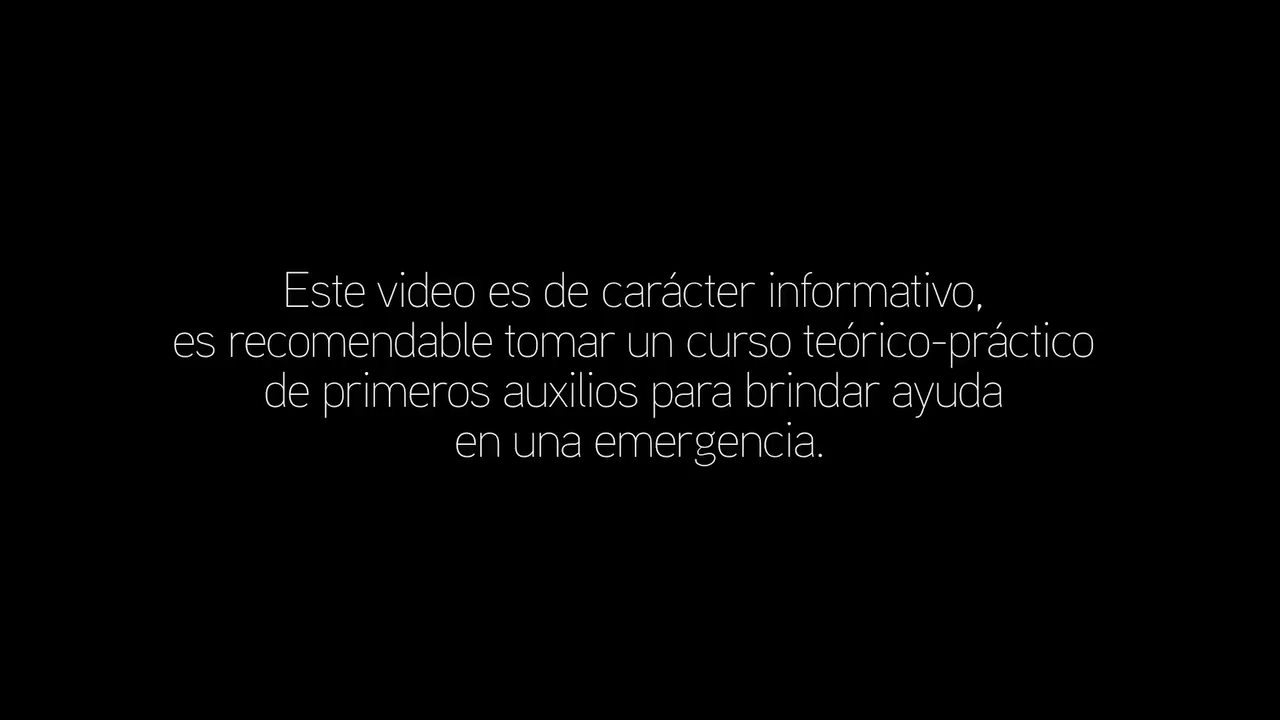 Este video es de carácter informativo,
es recomendable tomar un curso teórico-práctico
de primeros auxilios para brindar ayuda
en una emergencia.